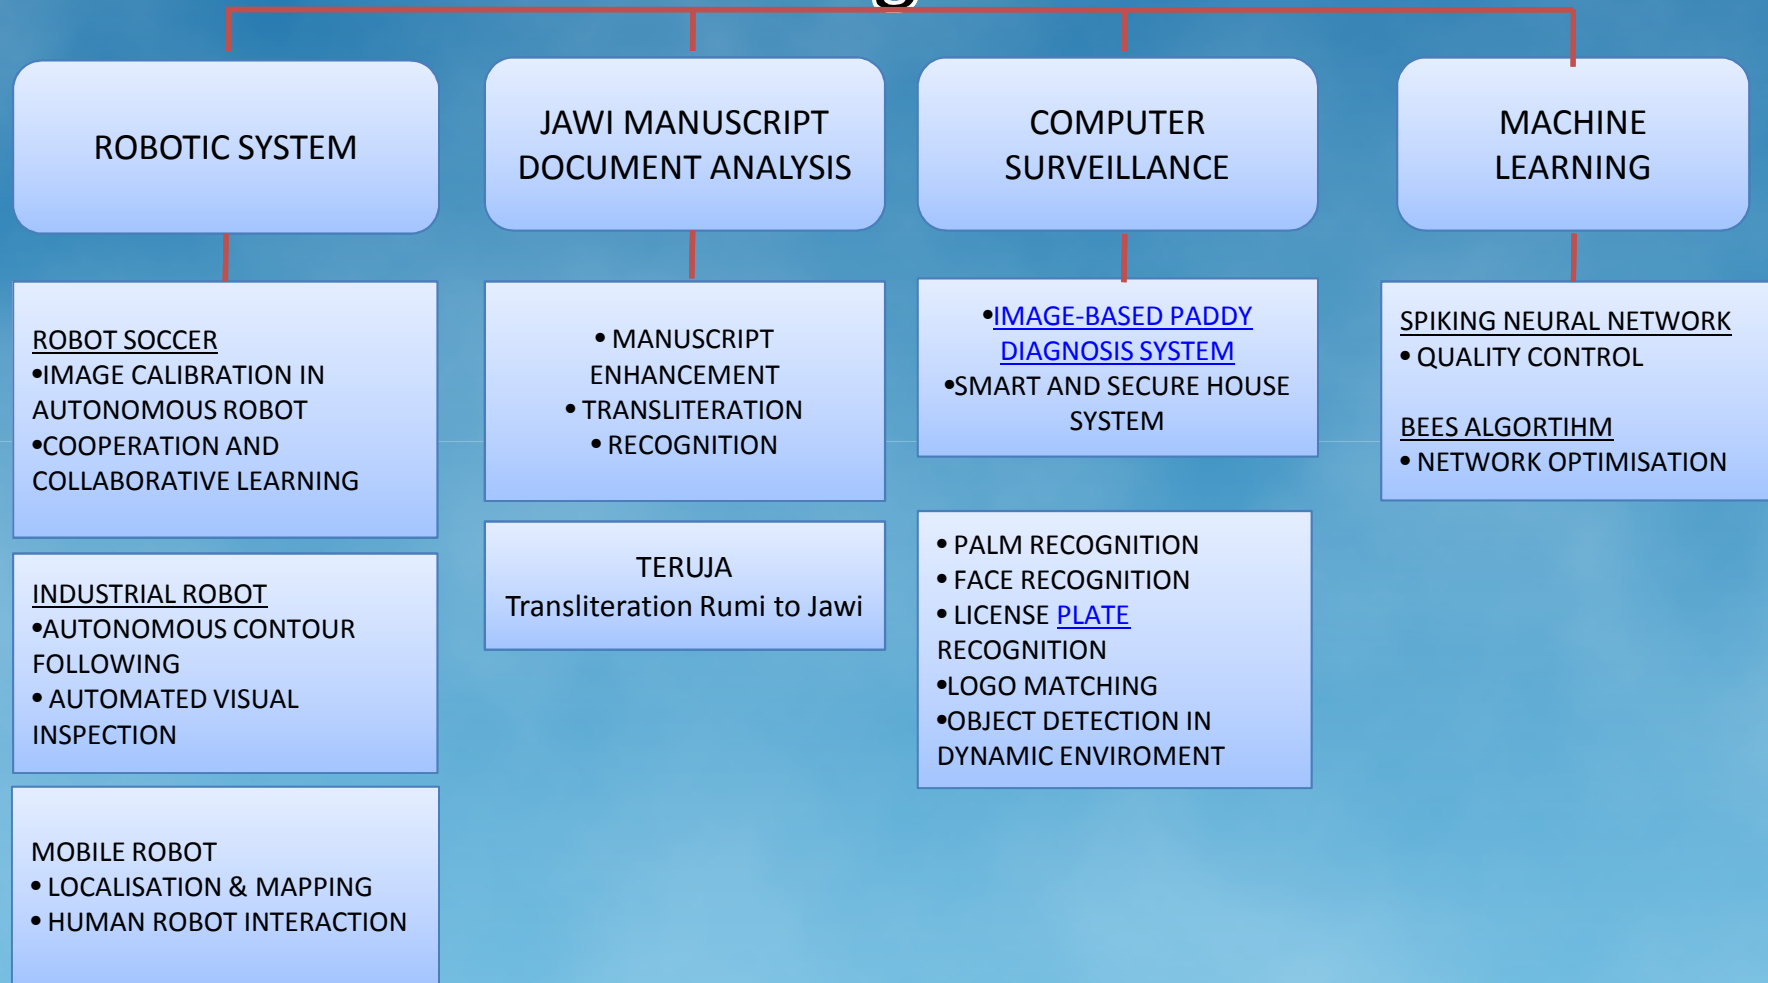 ROBOTIC SYSTEM
JAWI MANUSCRIPT
DOCUMENT ANALYSIS
COMPUTER
SURVEILLANCE
MACHINE
LEARNING
ROBOT SOCCER
•IMAGE CALIBRATION IN
AUTONOMOUS ROBOT
•COOPERATION AND
COLLABORATIVE LEARNING
INDUSTRIAL ROBOT
•AUTONOMOUS CONTOUR
FOLLOWING
• AUTOMATED VISUAL
INSPECTION
MOBILE ROBOT
• LOCALISATION & MAPPING
• HUMAN ROBOT INTERACTION
• MANUSCRIPT
ENHANCEMENT
• TRANSLITERATION
• RECOGNITION
TERUJA
Transliteration Rumi to Jawi
•IMAGE-BASED PADDY
DIAGNOSIS SYSTEM
•SMART AND SECURE HOUSE
SYSTEM
• PALM RECOGNITION
• FACE RECOGNITION
• LICENSE PLATE
RECOGNITION
•LOGO MATCHING
•OBJECT DETECTION IN
DYNAMIC ENVIROMENT
SPIKING NEURAL NETWORK
• QUALITY CONTROL
BEES ALGORTIHM
• NETWORK OPTIMISATION